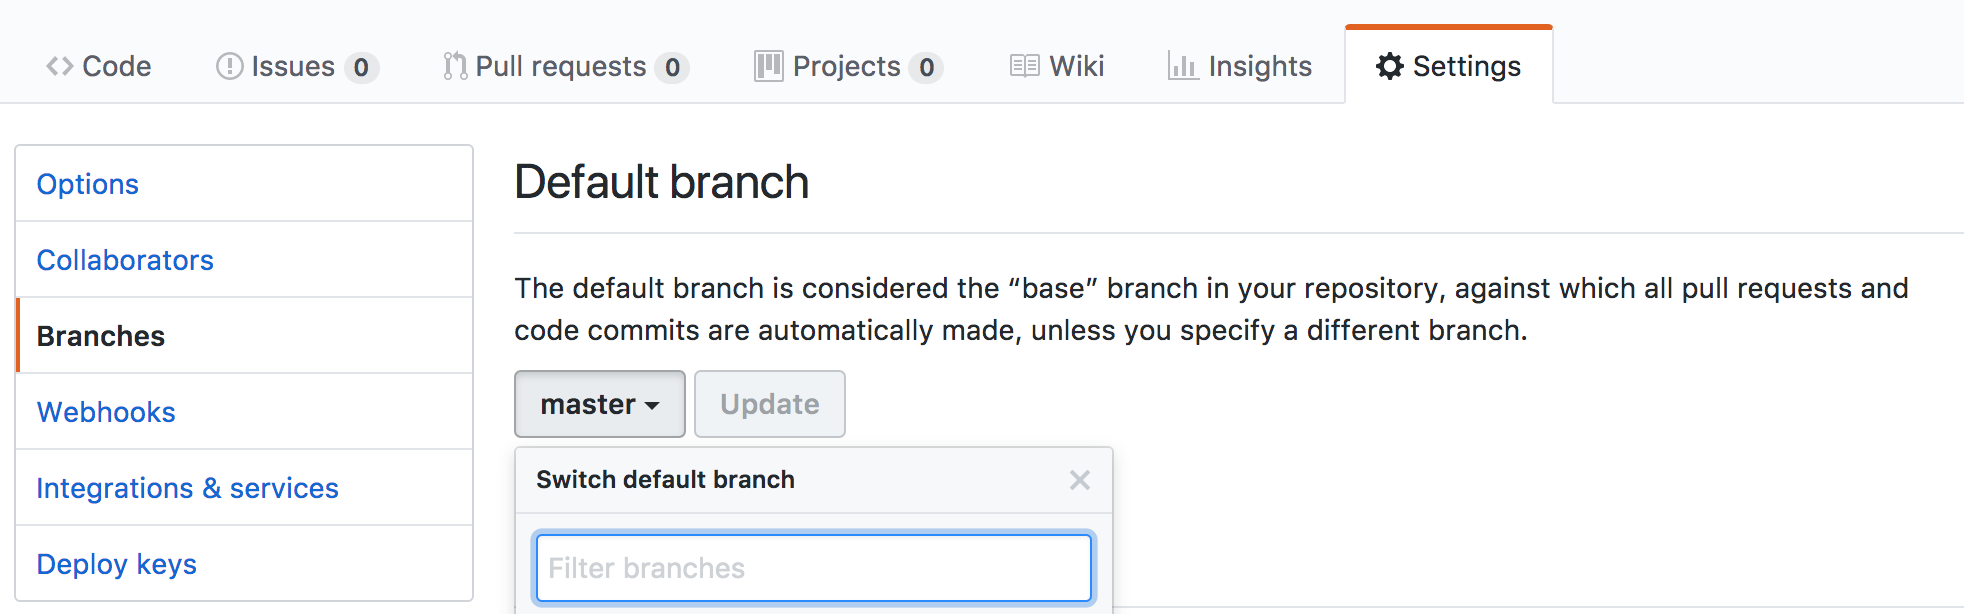 Code Issues 0 Pull requests 0 Projects 0 Wiki Insights Settings
Options
Collaborators
Branches
Webhooks
Integrations & services
Deploy keys
Default branch
The default branch is considered the “base” branch in your repository, against which all pull requests and
code commits are automatically made, unless you specify a different branch.
master Update
Switch default branch
Filter branches